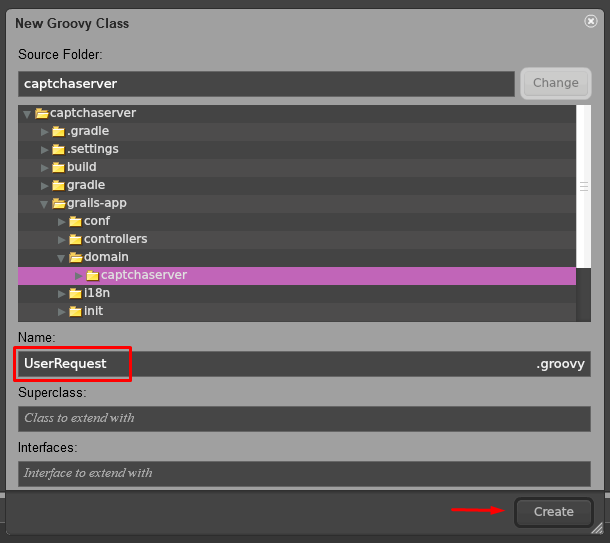 New Groovy Class
Source Folder:
captchaserver
Change
captchaserver
.gradle
.settings
build
gradle
grails-app
conf
controllers
domain
captchaserver
i18n
init
Name:
UserRequest .groovy
Superclass:
Class to extend with
Interfaces:
Interface to extend with
Create